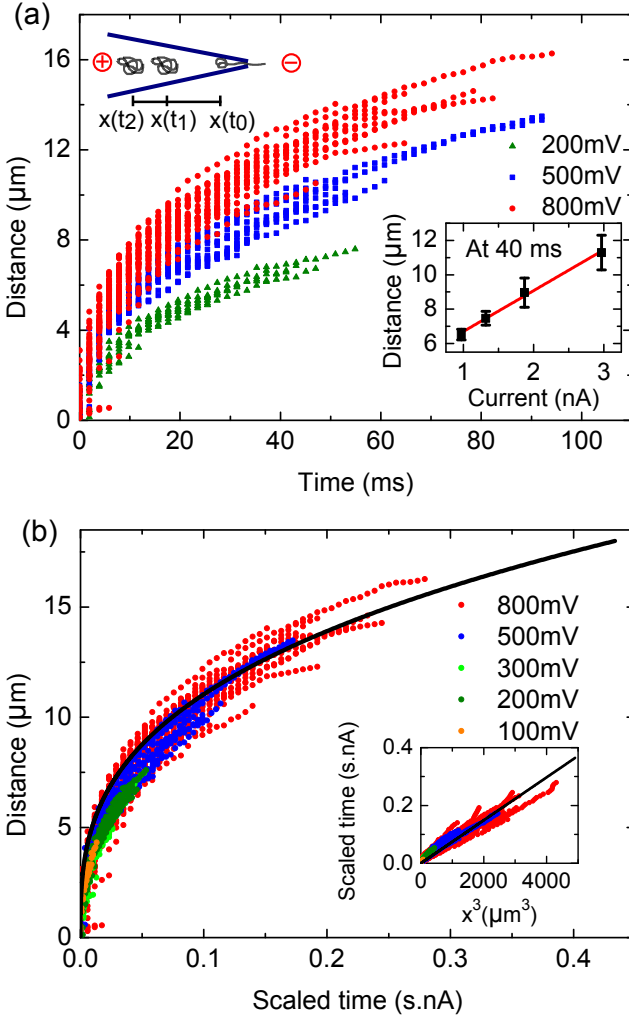 (a)
16
12
8
4
0
Distance (μm)
+
−
x(t2) x(t1) x(t0)
200mV
500mV
800mV
At 40 ms
12
10
8
6
Distance (μm)
1 2 3
Current (nA)
0 20 40 60 80 100
Time (ms)
(b)
15
10
5
0
Distance (μm)
800mV
500mV
300mV
200mV
100mV
0.4
0.2
0.0
Scaled time (s.nA)
0 2000 4000
x^3(μm^3)
0.0 0.1 0.2 0.3 0.4
Scaled time (s.nA)